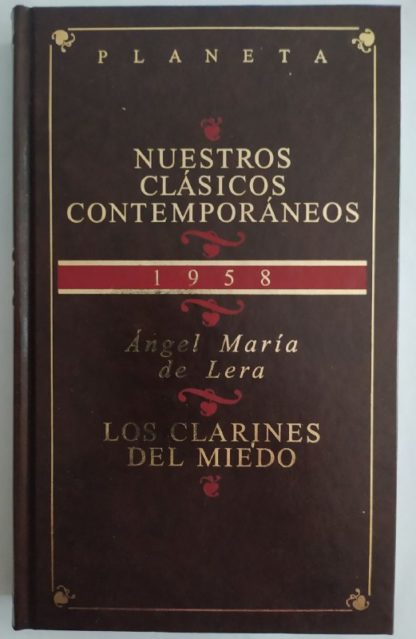 PLANETA
NUESTROS
CLÁSICOS
CONTEMPORÁNEOS
1958
Ángel María
de Lera
LOS CLARINES
DEL MIEDO